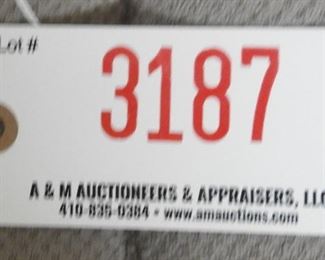 Lot #
3187
A & M AUCTIONEERS & APPRAISERS, LLC
410-835-0384 • www.amauctions.com